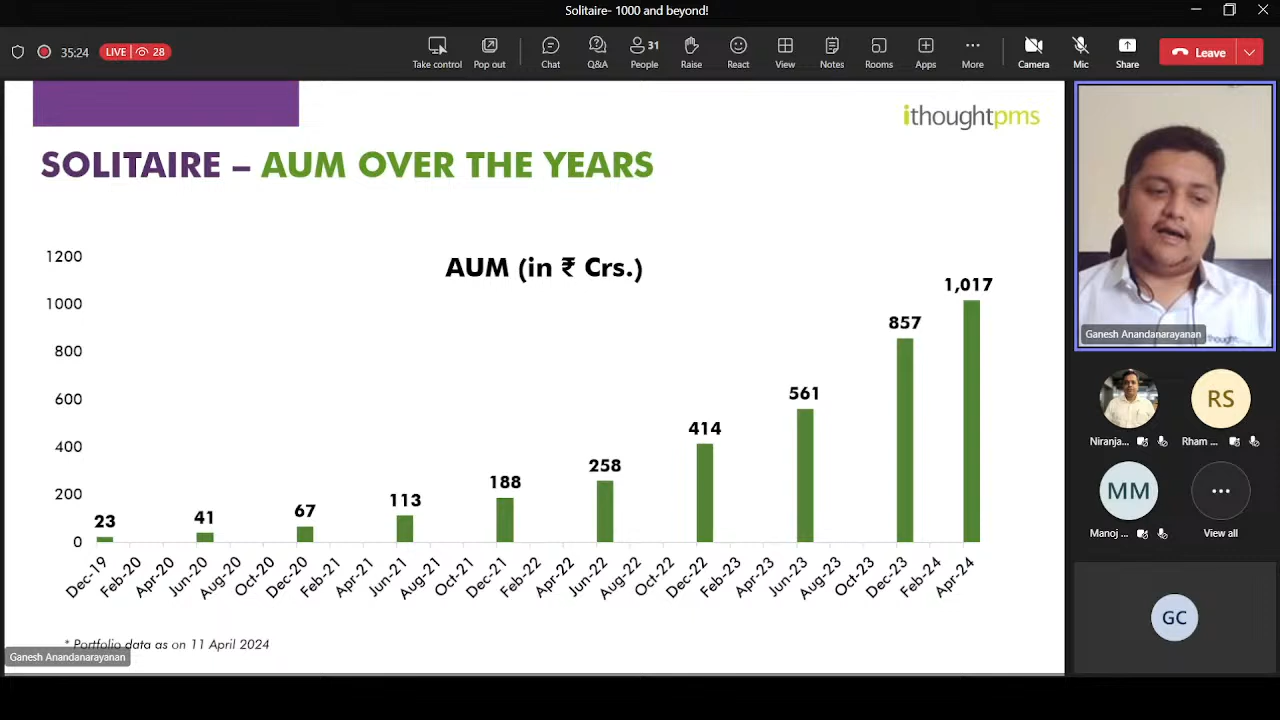 Solitaire- 1000 and beyond!
35:24
LIVE 28
Take control
Pop out
Chat
Q&A
31
People
Raise
React
View
Notes
Rooms
Apps
More
Camera
Mic
Share
Leave
ithoughtpms
SOLITAIRE – AUM OVER THE YEARS
AUM (in ₹ Crs.)
1200
1000
800
600
400
200
0
23
41
67
113
188
258
414
561
857
1,017
Dec-19
Feb-20
Apr-20
Jun-20
Aug-20
Oct-20
Dec-20
Feb-21
Apr-21
Jun-21
Aug-21
Oct-21
Dec-21
Feb-22
Apr-22
Jun-22
Aug-22
Oct-22
Dec-22
Feb-23
Apr-23
Jun-23
Aug-23
Oct-23
Dec-23
Feb-24
Apr-24
* Portfolio data as on 11 April 2024
Ganesh Anandanarayanan
thought
Ganesh Anandanarayanan
Niranja...
RS
Rham ...
MM
Manoj ...
View all
GC